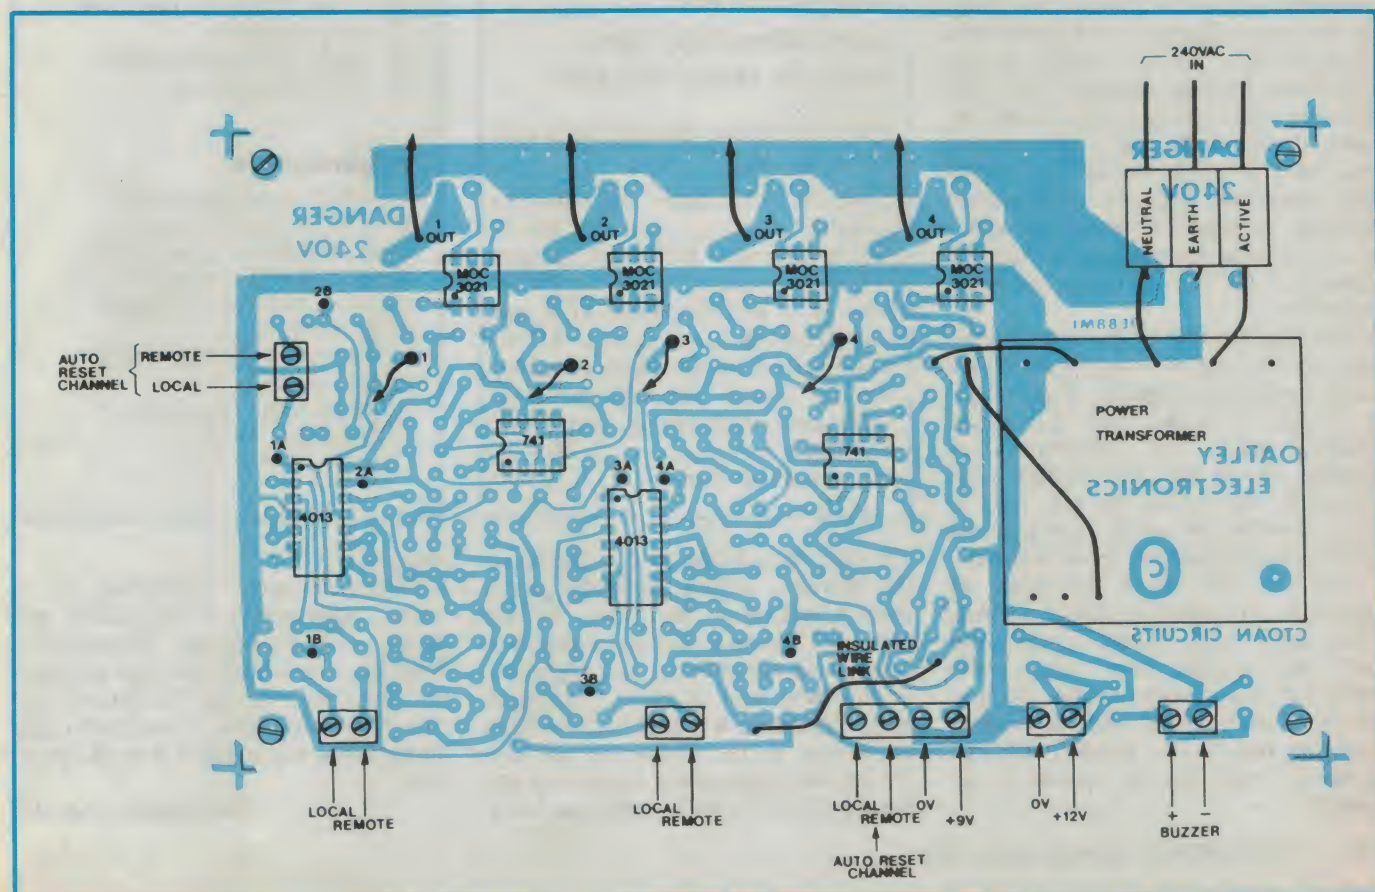 240VAC
IN
DANGER
240V
NEUTRAL
EARTH
ACTIVE
DANGER
240V
1
OUT
2
OUT
3
OUT
4
OUT
MOC
3021
MOC
3021
MOC
3021
MOC
3021
2B
AUTO
RESET
CHANNEL
REMOTE
LOCAL
1
2
3
4
741
741
1A
2A
3A
4A
4013
4013
POWER
TRANSFORMER
OATLEY
ELECTRONICS
C
CTOAN CIRCUITS
1B
3B
4B
INSULATED
WIRE
LINK
LOCAL
REMOTE
LOCAL
REMOTE
LOCAL
REMOTE
0V
+9V
AUTO RESET
CHANNEL
0V
+12V
+ −
BUZZER